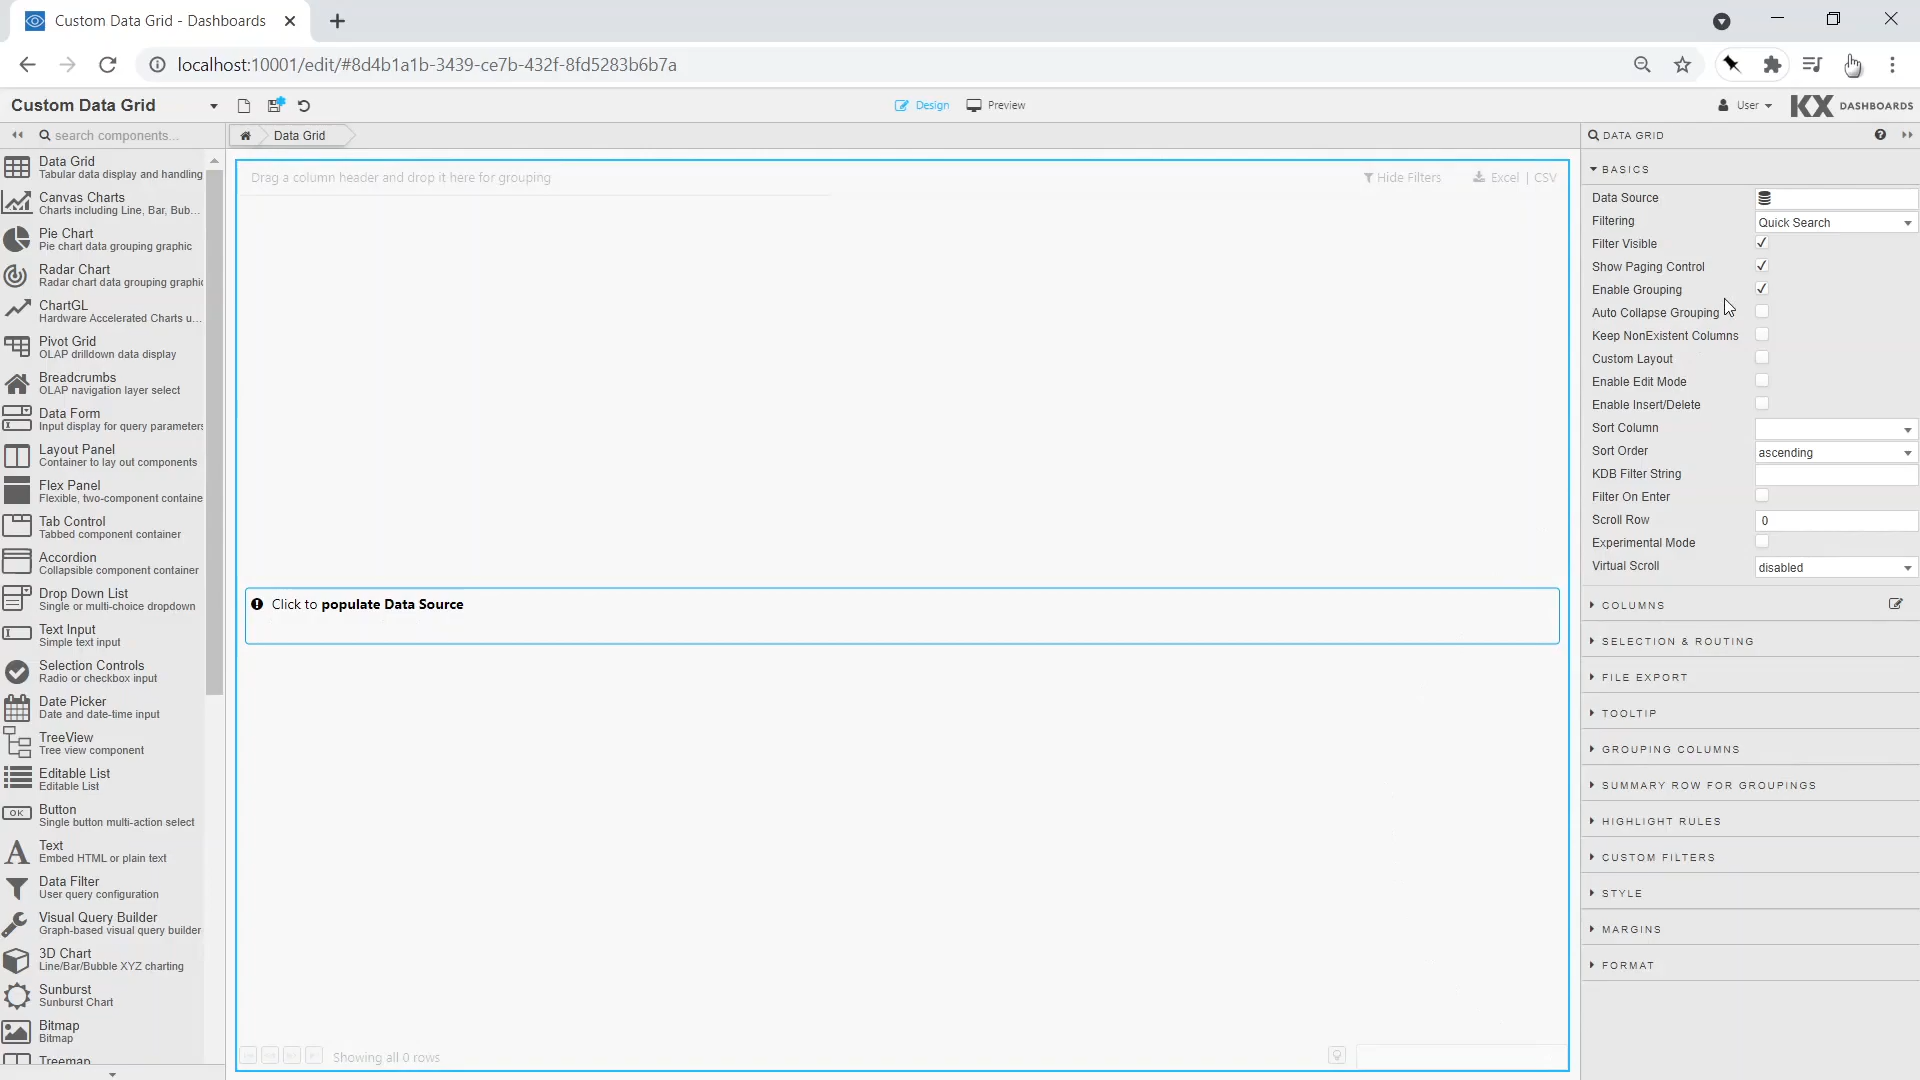 Custom Data Grid - Dashboards
localhost:10001/edit/#8d4b1a1b-3439-ce7b-432f-8fd5283b6b7a
Custom Data Grid
Design
Preview
User
KX DASHBOARDS
search components...
Data Grid
DATA GRID
Data Grid
Tabular data display and handling
Canvas Charts
Charts including Line, Bar, Bub...
Pie Chart
Pie chart data grouping graphic
Radar Chart
Radar chart data grouping graphic
ChartGL
Hardware Accelerated Charts u...
Pivot Grid
OLAP drilldown data display
Breadcrumbs
OLAP navigation layer select
Data Form
Input display for query parameters
Layout Panel
Container to lay out components
Flex Panel
Flexible, two-component containe
Tab Control
Tabbed component container
Accordion
Collapsible component container
Drop Down List
Single or multi-choice dropdown
Text Input
Simple text input
Selection Controls
Radio or checkbox input
Date Picker
Date and date-time input
TreeView
Tree view component
Editable List
Editable List
OK
Button
Single button multi-action select
Text
Embed HTML or plain text
Data Filter
User query configuration
Visual Query Builder
Graph-based visual query builder
3D Chart
Line/Bar/Bubble XYZ charting
Sunburst
Sunburst Chart
Bitmap
Bitmap
Treemap
Drag a column header and drop it here for grouping
Hide Filters
Excel | CSV
Click to populate Data Source
Showing all 0 rows
BASICS
Data Source
Filtering Quick Search
Filter Visible
Show Paging Control
Enable Grouping
Auto Collapse Grouping
Keep NonExistent Columns
Custom Layout
Enable Edit Mode
Enable Insert/Delete
Sort Column
Sort Order ascending
KDB Filter String
Filter On Enter
Scroll Row 0
Experimental Mode
Virtual Scroll disabled
COLUMNS
SELECTION & ROUTING
FILE EXPORT
TOOLTIP
GROUPING COLUMNS
SUMMARY ROW FOR GROUPINGS
HIGHLIGHT RULES
CUSTOM FILTERS
STYLE
MARGINS
FORMAT